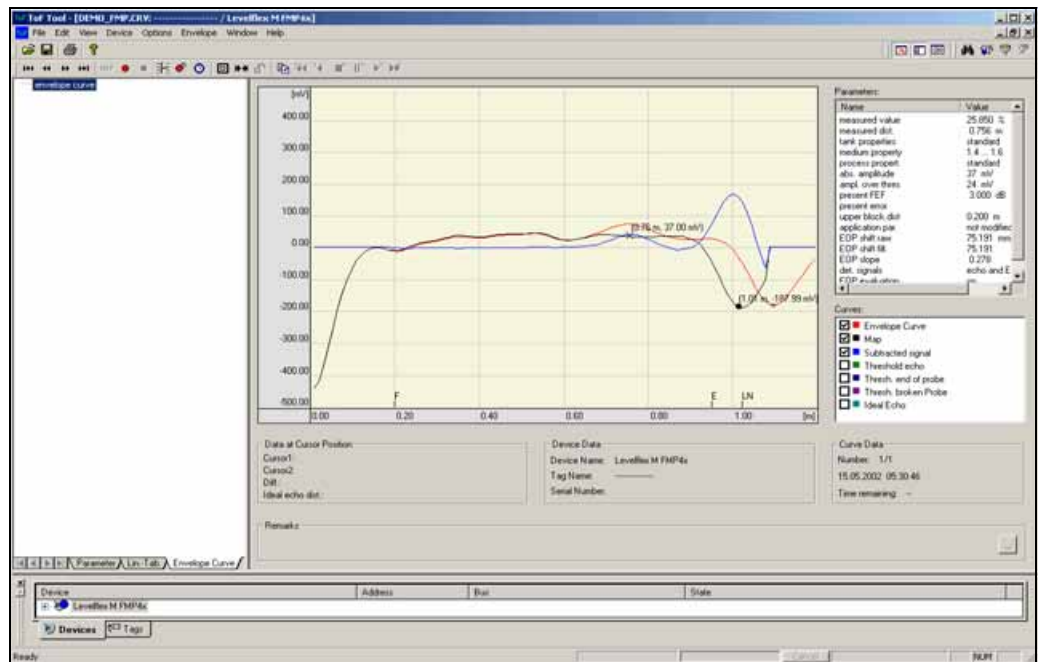 ToF Tool - [DEMO_FMP.CRV: ---------------- / Levelflex M FMP4x]
File Edit View Device Options Envelope Window Help
envelope curve
[mV]
400.00
300.00
200.00
100.00
0.00
-100.00
-200.00
-300.00
-400.00
-500.00
(0.76 m, 37.00 mV)
(1.01 m, -187.99 mV)
F
E
LN
0.00 0.20 0.40 0.60 0.80 1.00 [m]
Parameters:
Name Value
measured value 25.850 %
measured dist. 0.756 m
tank properties standard
medium property 1.4 .. 1.6
process propert. standard
abs. amplitude 37 mV
ampl. over thres 24 mV
present FEF 3.000 dB
present error
upper block.dist 0.200 m
application par. not modified
EOP shift raw 75.191 mm
EOP shift filt. 75.191
EOP slope 0.278
det. signals echo and E
EOP evaluation
Curves:
Envelope Curve
Map
Subtracted signal
Threshold echo
Thresh. end of probe
Thresh. broken Probe
Ideal Echo
Data at Cursor Position:
Cursor1:
Cursor2:
Diff.:
Ideal echo dist.:
Device Data
Device Name: Levelflex M FMP4x
Tag Name: ----------
Serial Number:
Curve Data
Number: 1/1
15.05.2002 05:30:46
Time remaining: --
Remarks
...
Parameter Lin.-Tab. Envelope Curve
Device Address Bus State
Levelflex M FMP4x
Devices Tags
Ready Cancel NUM